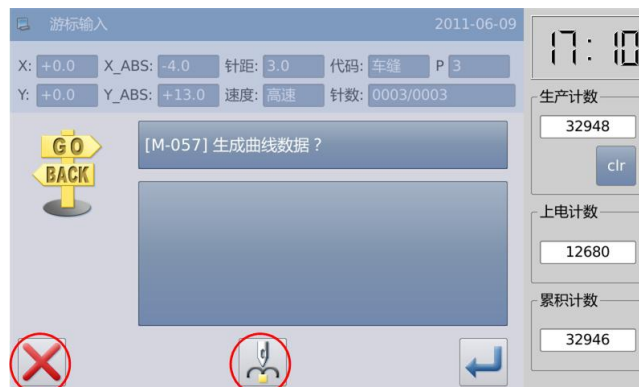 游标输入 2011-06-09
X: +0.0 X_ABS: -4.0 针距: 3.0 代码: 车缝 P 3
Y: +0.0 Y_ABS: +13.0 速度: 高速 针数: 0003/0003
GO
BACK
[M-057] 生成曲线数据？
17:10
生产计数
32948
clr
上电计数
12680
累积计数
32946